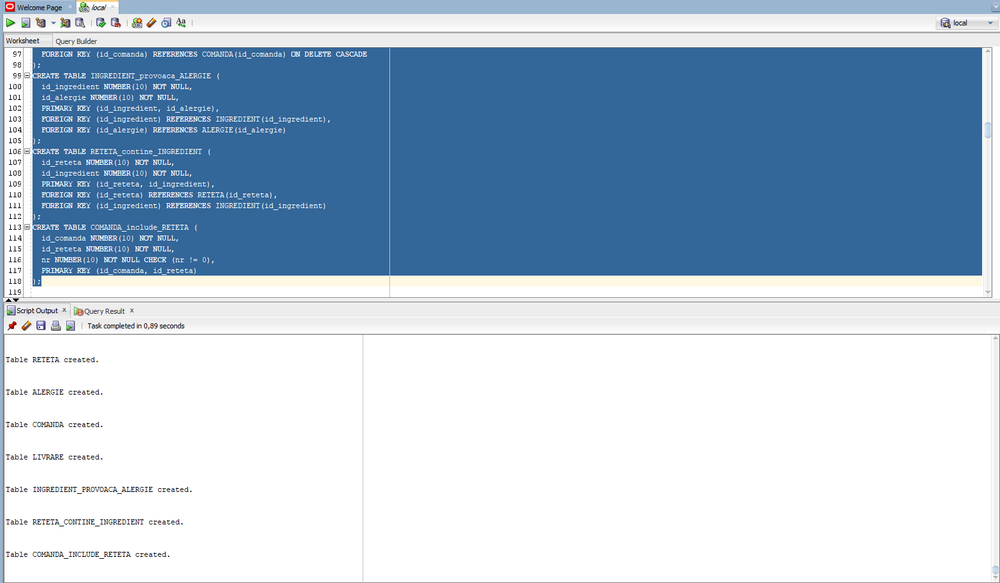 Welcome Page
local
local
Worksheet
Query Builder
97 FOREIGN KEY (id_comanda) REFERENCES COMANDA(id_comanda) ON DELETE CASCADE
98 );
99 CREATE TABLE INGREDIENT_provoaca_ALERGIE (
100 id_ingredient NUMBER(10) NOT NULL,
101 id_alergie NUMBER(10) NOT NULL,
102 PRIMARY KEY (id_ingredient, id_alergie),
103 FOREIGN KEY (id_ingredient) REFERENCES INGREDIENT(id_ingredient),
104 FOREIGN KEY (id_alergie) REFERENCES ALERGIE(id_alergie)
105 );
106 CREATE TABLE RETETA_contine_INGREDIENT (
107 id_reteta NUMBER(10) NOT NULL,
108 id_ingredient NUMBER(10) NOT NULL,
109 PRIMARY KEY (id_reteta, id_ingredient),
110 FOREIGN KEY (id_reteta) REFERENCES RETETA(id_reteta),
111 FOREIGN KEY (id_ingredient) REFERENCES INGREDIENT(id_ingredient)
112 );
113 CREATE TABLE COMANDA_include_RETETA (
114 id_comanda NUMBER(10) NOT NULL,
115 id_reteta NUMBER(10) NOT NULL,
116 nr NUMBER(10) NOT NULL CHECK (nr != 0),
117 PRIMARY KEY (id_comanda, id_reteta)
118 );
119
Script Output x
Query Result x
Task completed in 0,89 seconds
Table RETETA created.
Table ALERGIE created.
Table COMANDA created.
Table LIVRARE created.
Table INGREDIENT_PROVOACA_ALERGIE created.
Table RETETA_CONTINE_INGREDIENT created.
Table COMANDA_INCLUDE_RETETA created.